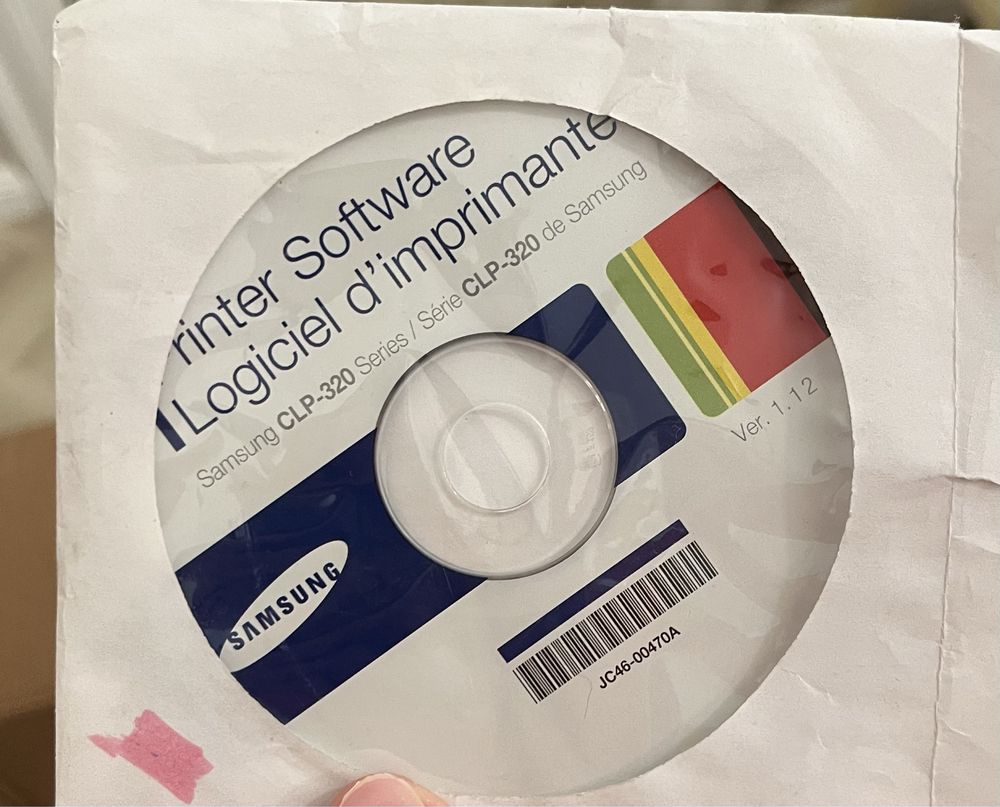 rinter Software
Logiciel d'imprimante
Samsung CLP-320 Series / Série CLP-320 de Samsung
Ver. 1.12
SAMSUNG
JC46-00470A